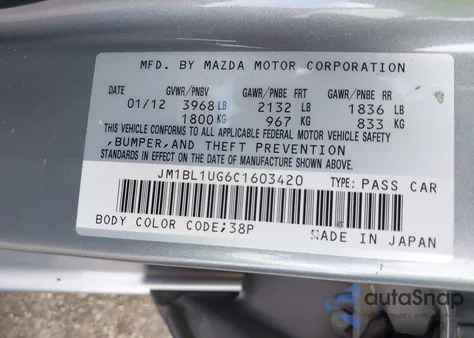 MFD. BY MAZDA MOTOR CORPORATION
DATE GVWR/PNBV GAWR/PNBE FRT GAWR/PNBE RR
01/12 3968 LB 2132 LB 1836 LB
1800 KG 967 KG 833 KG
THIS VEHICLE CONFORMS TO ALL APPLICABLE FEDERAL MOTOR VEHICLE SAFETY
,BUMPER,AND THEFT PREVENTION
STANDARDS IN EFFECT ON THE DATE OF MANUFACTURE SHOWN ABOVE.
JM1BL1UG6C1603420 TYPE: PASS CAR
BODY COLOR CODE;38P MADE IN JAPAN
autoSnap